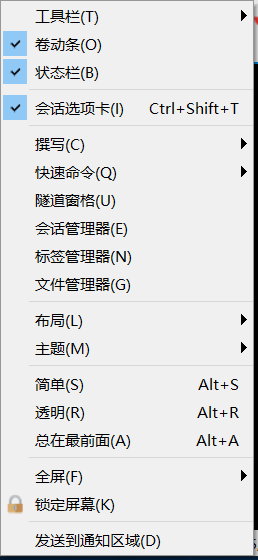 工具栏(T)
卷动条(O)
状态栏(B)
会话选项卡(I) Ctrl+Shift+T
撰写(C)
快速命令(Q)
隧道窗格(U)
会话管理器(E)
标签管理器(N)
文件管理器(G)
布局(L)
主题(M)
简单(S) Alt+S
透明(R) Alt+R
总在最前面(A) Alt+A
全屏(F)
锁定屏幕(K)
发送到通知区域(D)